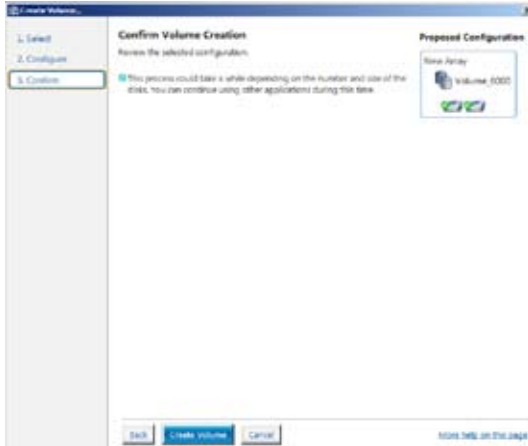 Create Volume...
1. Select
2. Configure
3. Confirm
Confirm Volume Creation
Review the selected configuration.
This process could take a while depending on the number and size of the
disks. You can continue using other applications during this time.
Proposed Configuration
New Array
Volume_0000
Back
Create Volume
Cancel
More help on this page